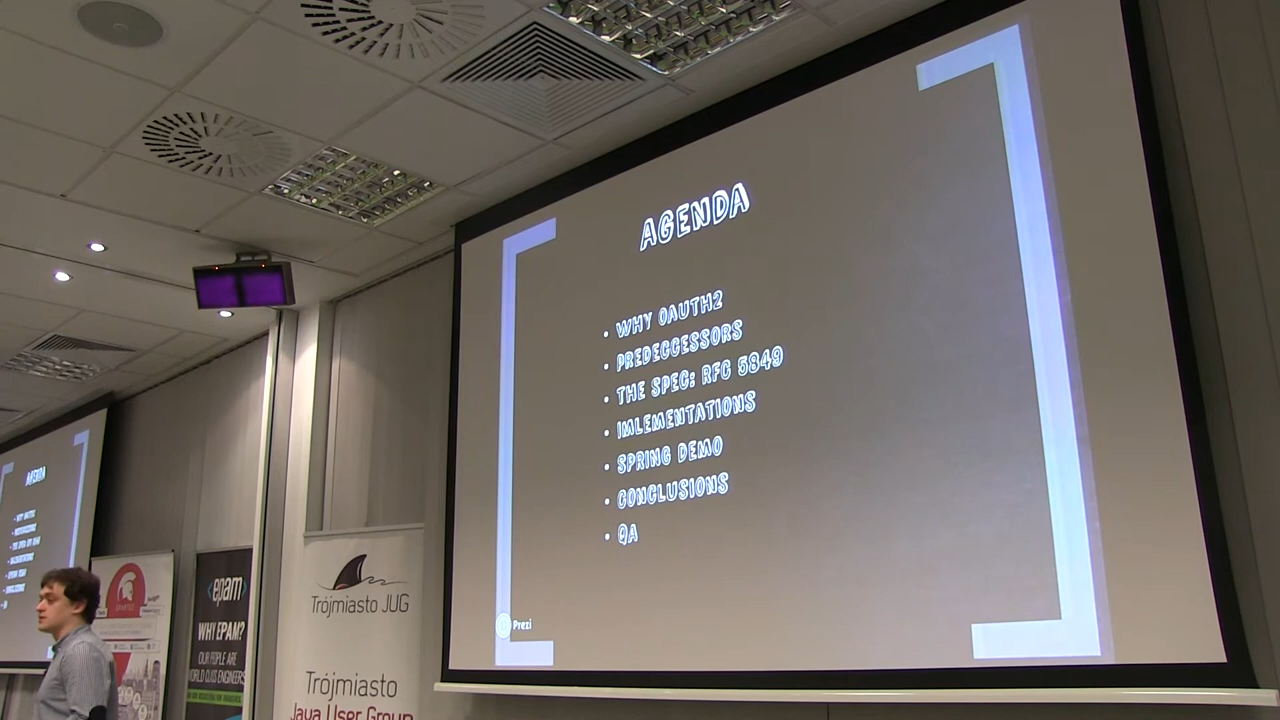 AGENDA
• WHY OAUTH2
• PREDECCESSORS
• THE SPEC: RFC 5849
• IMLEMENTATIONS
• SPRING DEMO
• CONCLUSIONS
• QA
Prezi
AGENDA
<epam>
WHY EPAM?
OUR PEOPLE ARE
WORLD CLASS ENGINEERS
Trójmiasto JUG
Trójmiasto
Java User Group